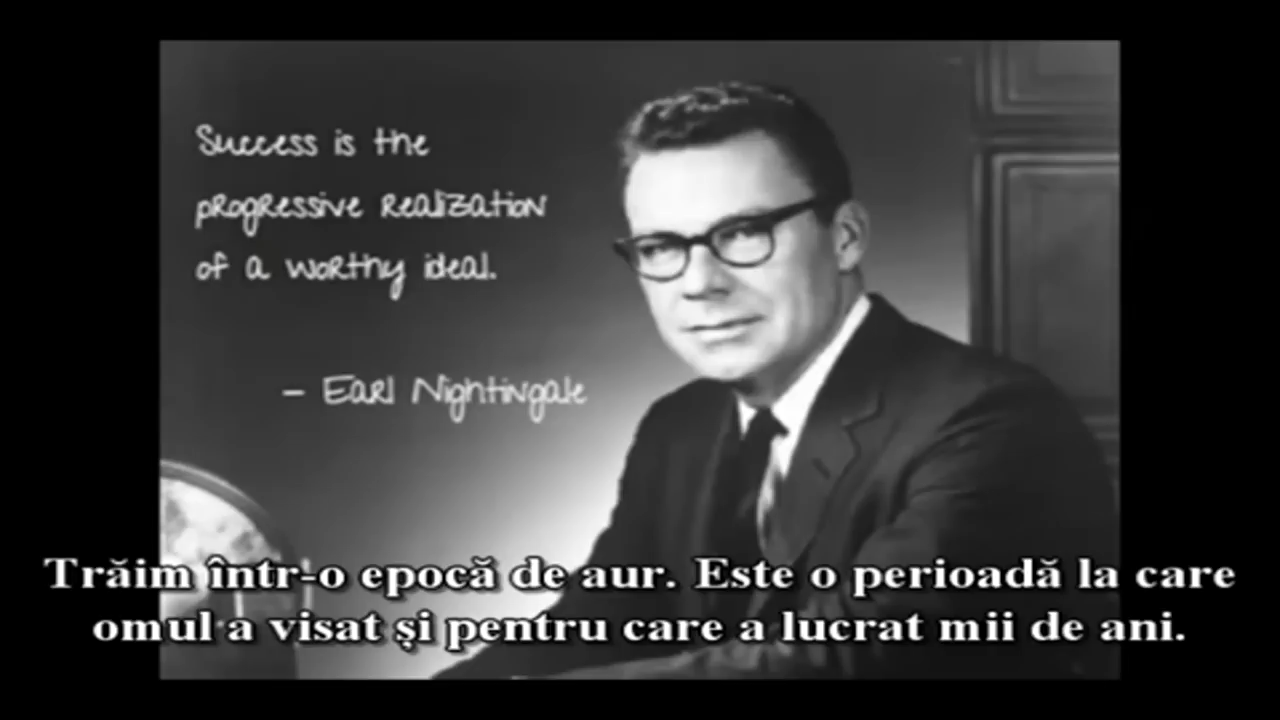 Success is the
progressive realization
of a worthy ideal.
– Earl Nightingale
Trăim într-o epocă de aur. Este o perioadă la care
omul a visat și pentru care a lucrat mii de ani.